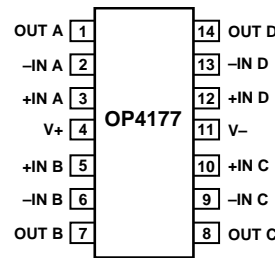 OUT A 1 14 OUT D
–IN A 2 13 –IN D
+IN A 3 12 +IN D
V+ 4 OP4177 11 V–
+IN B 5 10 +IN C
–IN B 6 9 –IN C
OUT B 7 8 OUT C